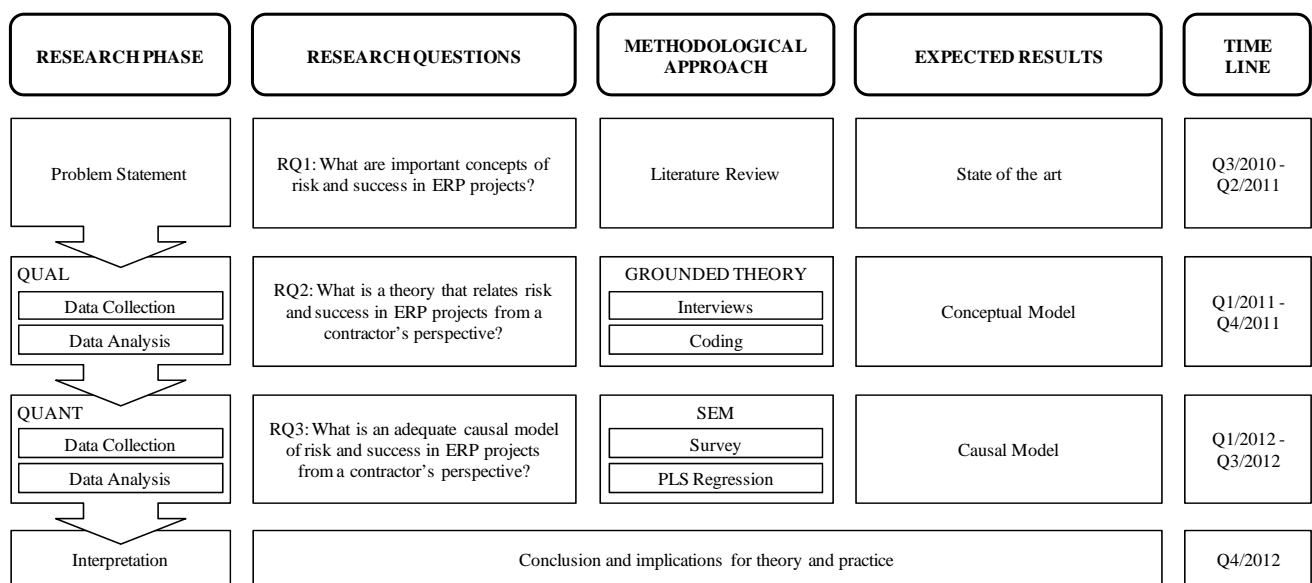 RESEARCH PHASE
RESEARCH QUESTIONS
METHODOLOGICAL
APPROACH
EXPECTED RESULTS
TIME
LINE
Problem Statement
RQ1: What are important concepts of
risk and success in ERP projects?
Literature Review
State of the art
Q3/2010 -
Q2/2011
QUAL
Data Collection
Data Analysis
RQ2: What is a theory that relates risk
and success in ERP projects from a
contractor's perspective?
GROUNDED THEORY
Interviews
Coding
Conceptual Model
Q1/2011 -
Q4/2011
QUANT
Data Collection
Data Analysis
RQ3: What is an adequate causal model
of risk and success in ERP projects
from a contractor's perspective?
SEM
Survey
PLS Regression
Causal Model
Q1/2012 -
Q3/2012
Interpretation
Conclusion and implications for theory and practice
Q4/2012